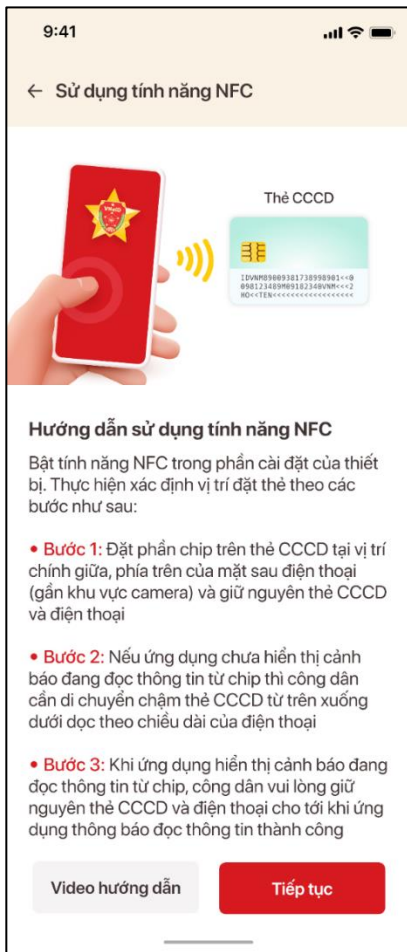 9:41
← Sử dụng tính năng NFC
Thẻ CCCD
IDVNM89009381738998901<<0
098123489M09182340VNM<<<2
HO<<TEN<<<<<<<<<<<<<<<<<<
Hướng dẫn sử dụng tính năng NFC
Bật tính năng NFC trong phần cài đặt của thiết
bị. Thực hiện xác định vị trí đặt thẻ theo các
bước như sau:
• Bước 1: Đặt phần chip trên thẻ CCCD tại vị trí
chính giữa, phía trên của mặt sau điện thoại
(gần khu vực camera) và giữ nguyên thẻ CCCD
và điện thoại
• Bước 2: Nếu ứng dụng chưa hiển thị cảnh
báo đang đọc thông tin từ chip thì công dân
cần di chuyển chậm thẻ CCCD từ trên xuống
dưới dọc theo chiều dài của điện thoại
• Bước 3: Khi ứng dụng hiển thị cảnh báo đang
đọc thông tin từ chip, công dân vui lòng giữ
nguyên thẻ CCCD và điện thoại cho tới khi ứng
dụng thông báo đọc thông tin thành công
Video hướng dẫn
Tiếp tục